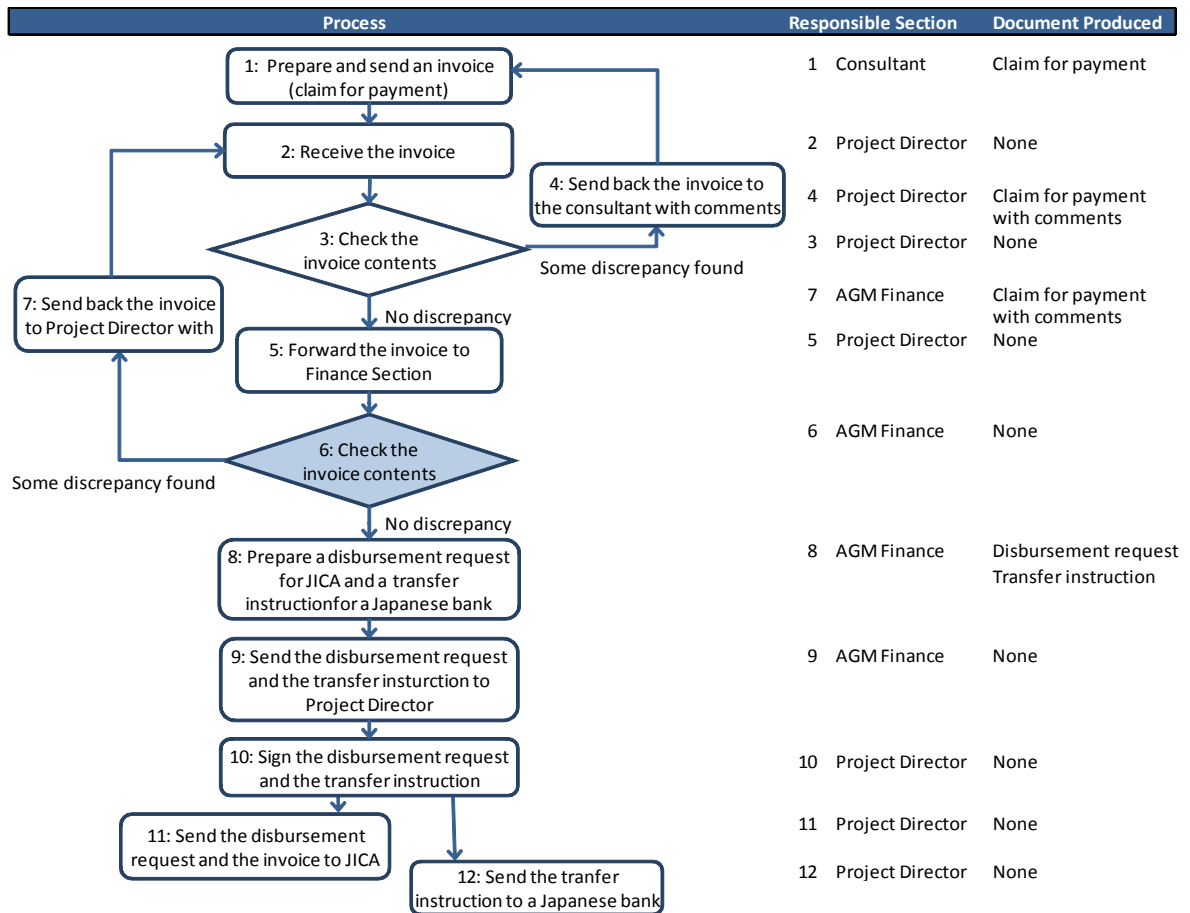 Process Responsible Section Document Produced
1: Prepare and send an invoice
(claim for payment)
1 Consultant Claim for payment
2: Receive the invoice
2 Project Director None
4: Send back the invoice to
the consultant with comments
4 Project Director Claim for payment
with comments
3: Check the
invoice contents
3 Project Director None
Some discrepancy found
7: Send back the invoice
to Project Director with
7 AGM Finance Claim for payment
with comments
No discrepancy
5: Forward the invoice to
Finance Section
5 Project Director None
6: Check the
invoice contents
6 AGM Finance None
Some discrepancy found
No discrepancy
8: Prepare a disbursement request
for JICA and a transfer
instructionfor a Japanese bank
8 AGM Finance Disbursement request
Transfer instruction
9: Send the disbursement request
and the transfer insturction to
Project Director
9 AGM Finance None
10: Sign the disbursement request
and the transfer instruction
10 Project Director None
11: Send the disbursement
request and the invoice to JICA
11 Project Director None
12: Send the tranfer
instruction to a Japanese bank
12 Project Director None